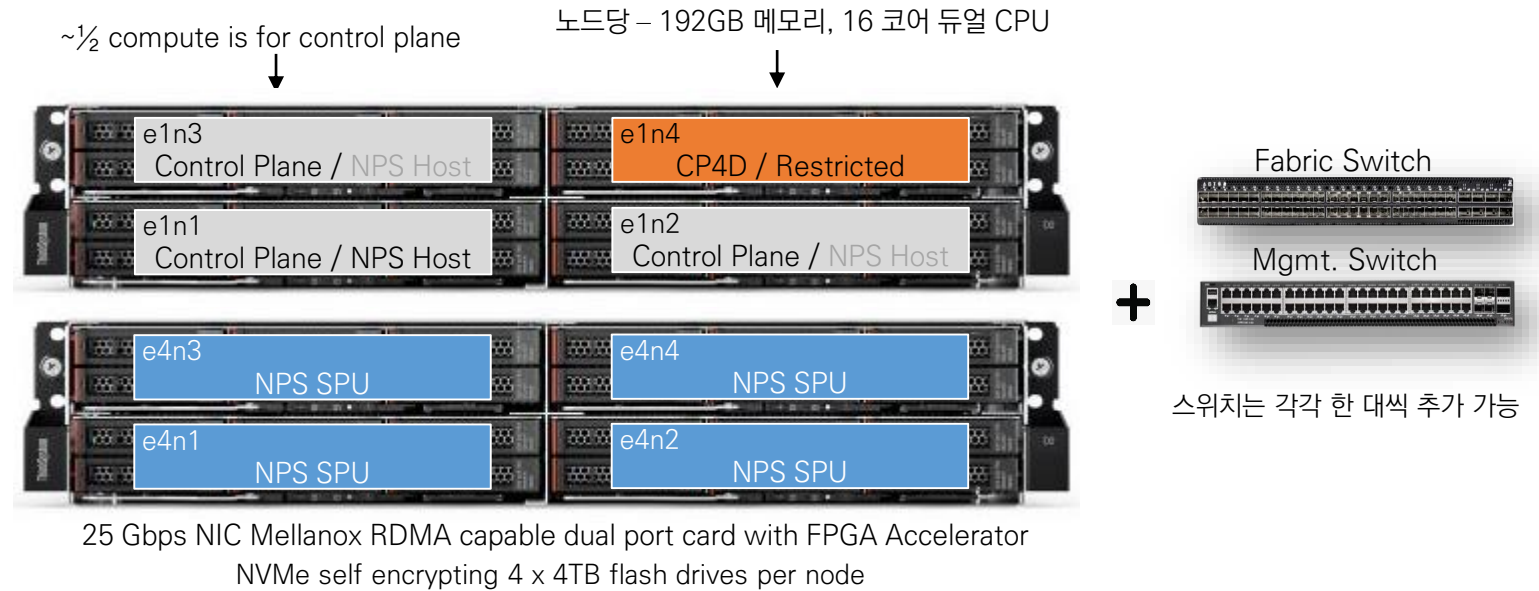 ~½ compute is for control plane
노드당 – 192GB 메모리, 16 코어 듀얼 CPU
e1n3
Control Plane / NPS Host
e1n4
CP4D / Restricted
e1n1
Control Plane / NPS Host
e1n2
Control Plane / NPS Host
e4n3
NPS SPU
e4n4
NPS SPU
e4n1
NPS SPU
e4n2
NPS SPU
25 Gbps NIC Mellanox RDMA capable dual port card with FPGA Accelerator
NVMe self encrypting 4 x 4TB flash drives per node
+
Fabric Switch
Mgmt. Switch
스위치는 각각 한 대씩 추가 가능